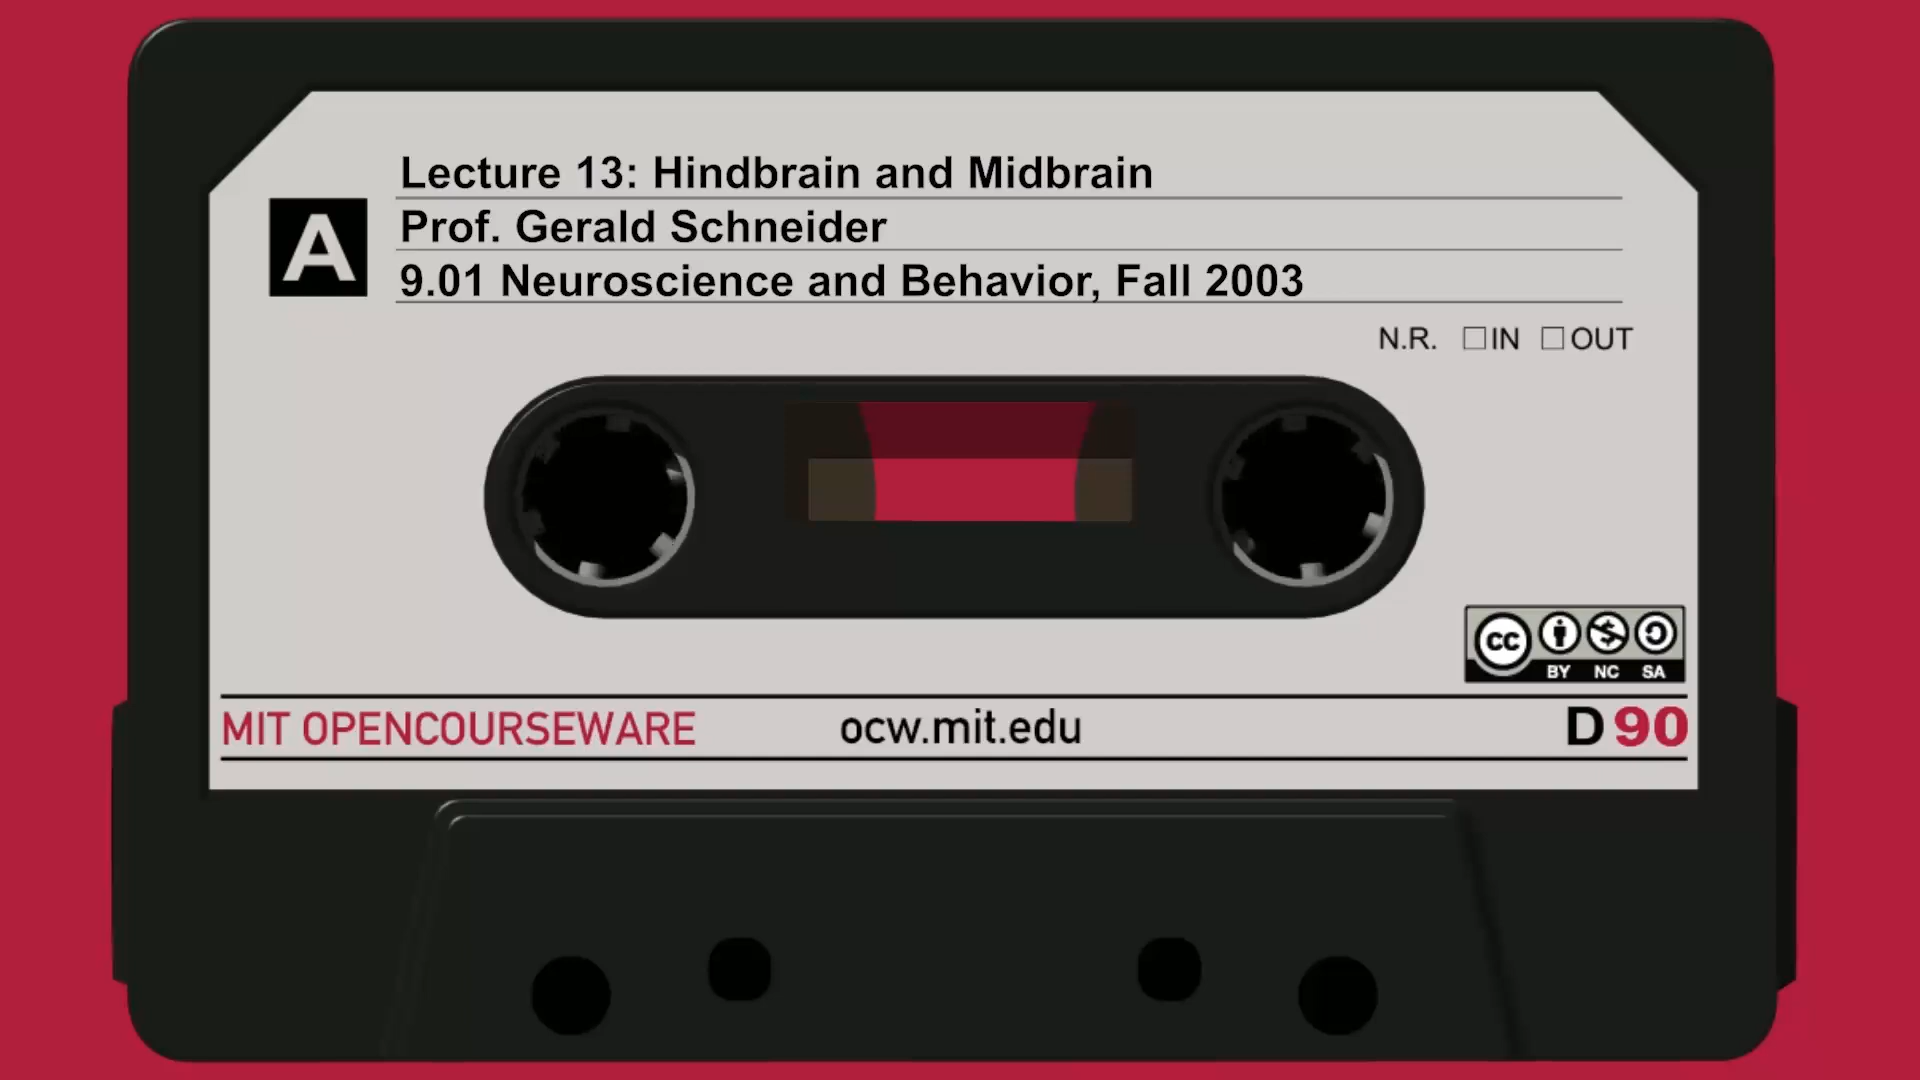 Lecture 13: Hindbrain and Midbrain
A
Prof. Gerald Schneider
9.01 Neuroscience and Behavior, Fall 2003
N.R. IN OUT
cc
BY NC SA
MIT OPENCOURSEWARE ocw.mit.edu D90